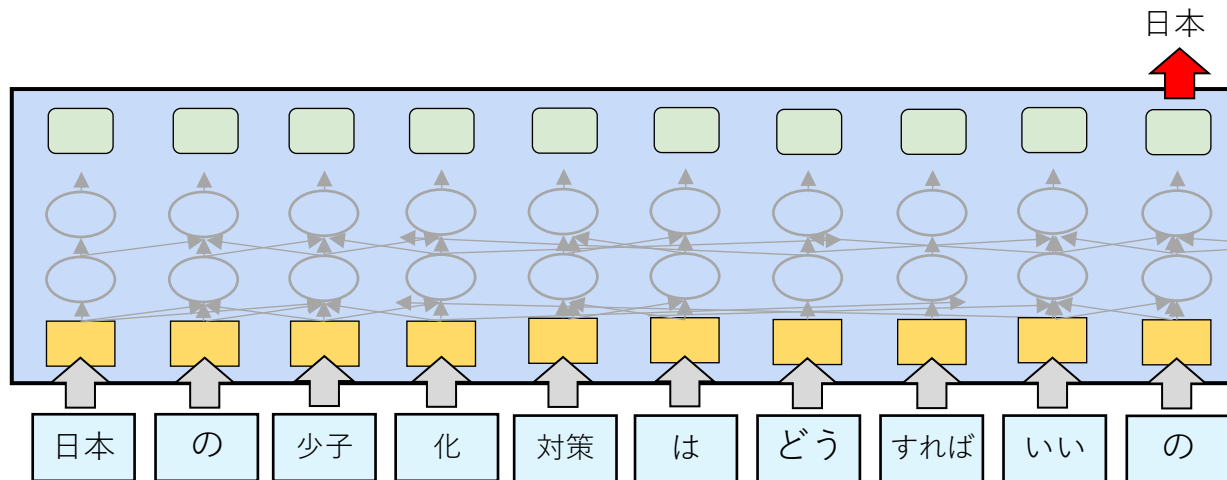 日本
日本 の 少子 化 対策 は どう すれば いい の